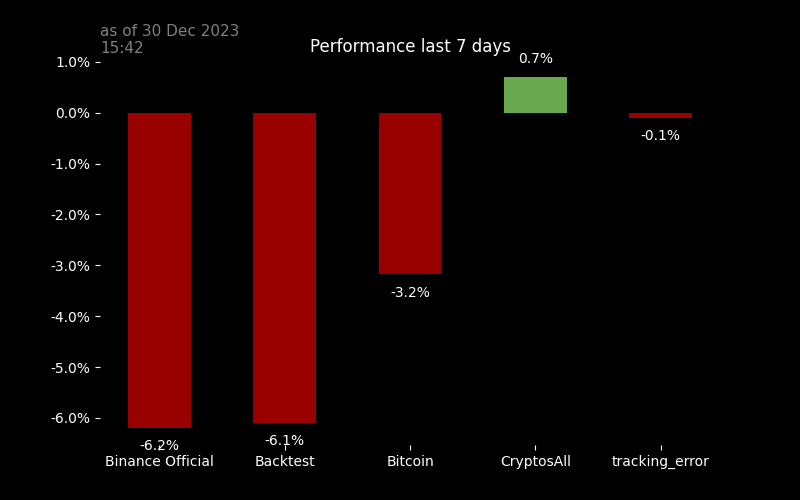 as of 30 Dec 2023
15:42
Performance last 7 days
1.0%
0.0%
-1.0%
-2.0%
-3.0%
-4.0%
-5.0%
-6.0%
-6.2%
-6.1%
-3.2%
0.7%
-0.1%
Binance Official
Backtest
Bitcoin
CryptosAll
tracking_error